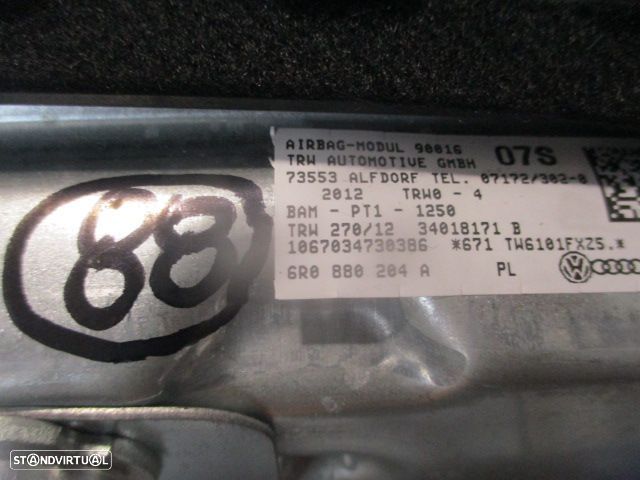 AIRBAG-MODUL 90016 07S
TRW AUTOMOTIVE GMBH
73553 ALFDORF TEL. 07172/302-0
2012 TRW0 - 4
BAM - PT1 - 1250
TRW 270/12 34018171 B
1067034730386 *671 TW6101FXZ5.*
6R0 880 204 A PL
88
STANDVIRTUAL